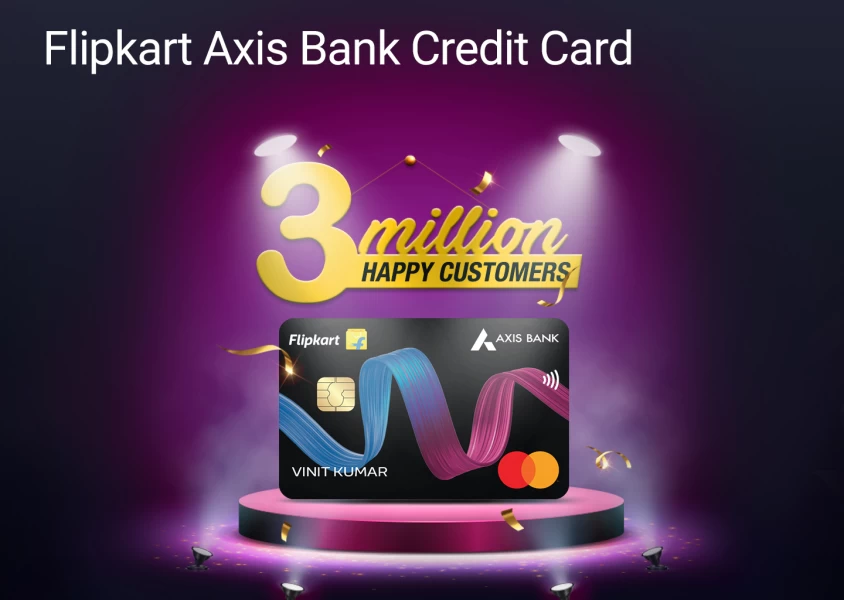 Flipkart Axis Bank Credit Card
3 million
HAPPY CUSTOMERS
Flipkart
AXIS BANK
VINIT KUMAR